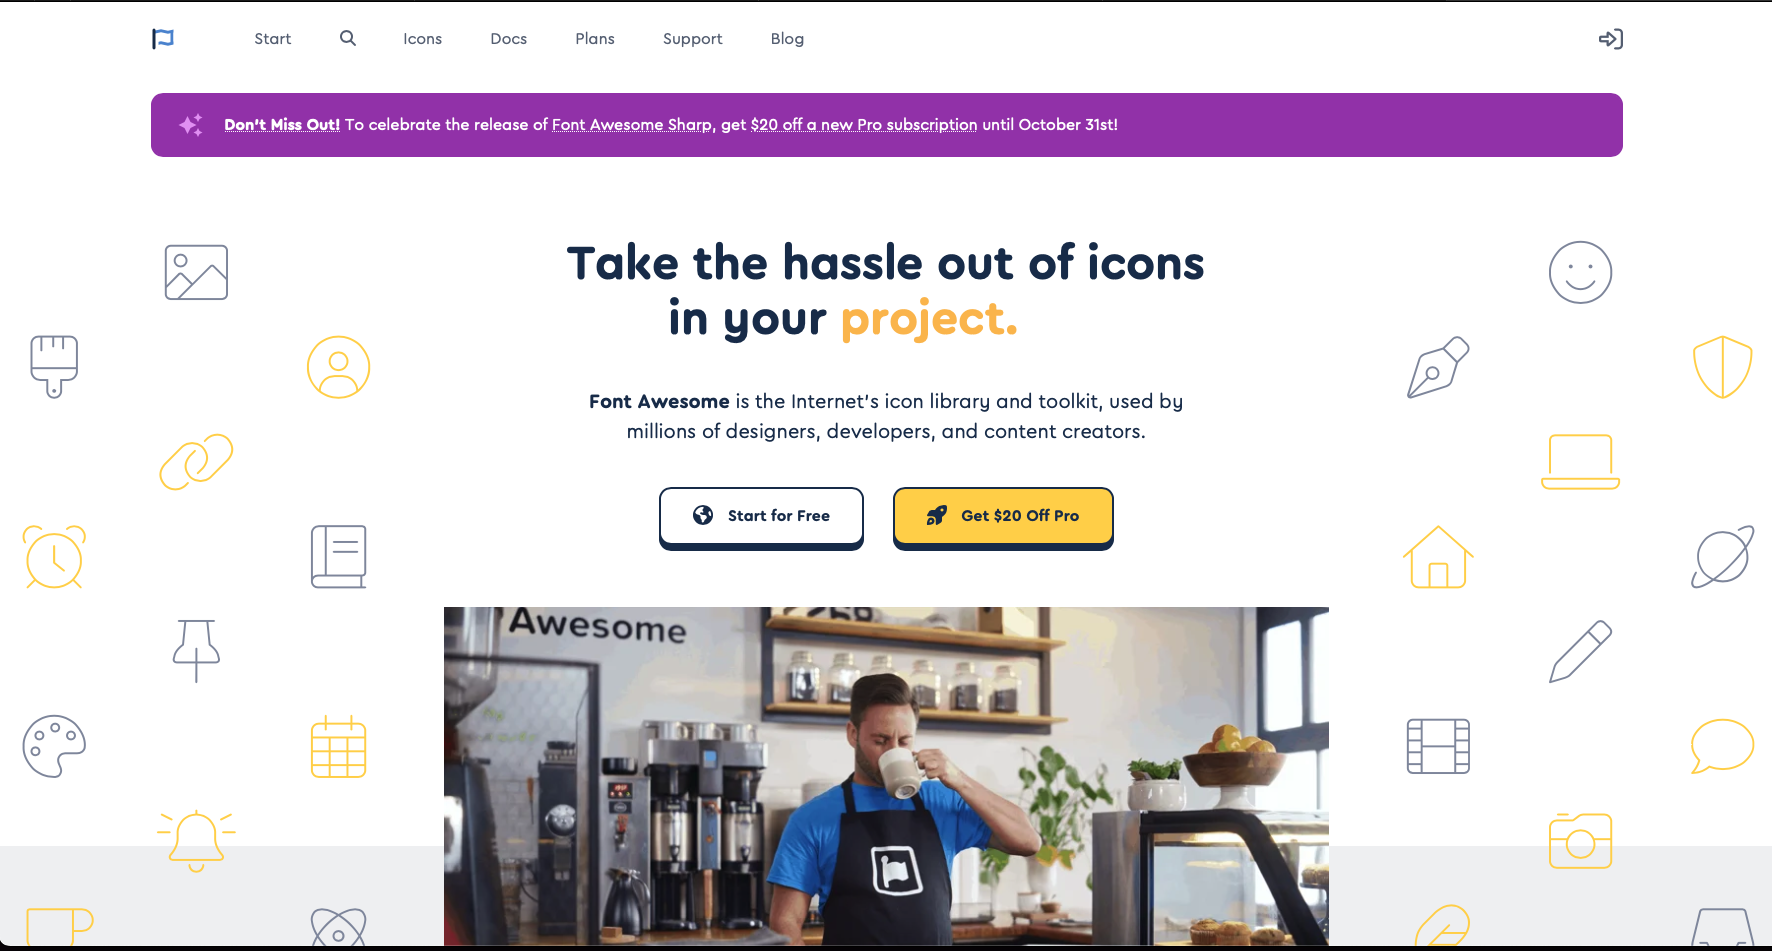 Start Icons Docs Plans Support Blog
Don't Miss Out! To celebrate the release of Font Awesome Sharp, get $20 off a new Pro subscription until October 31st!
Take the hassle out of icons
in your project.
Font Awesome is the Internet's icon library and toolkit, used by
millions of designers, developers, and content creators.
Start for Free
Get $20 Off Pro
Awesome